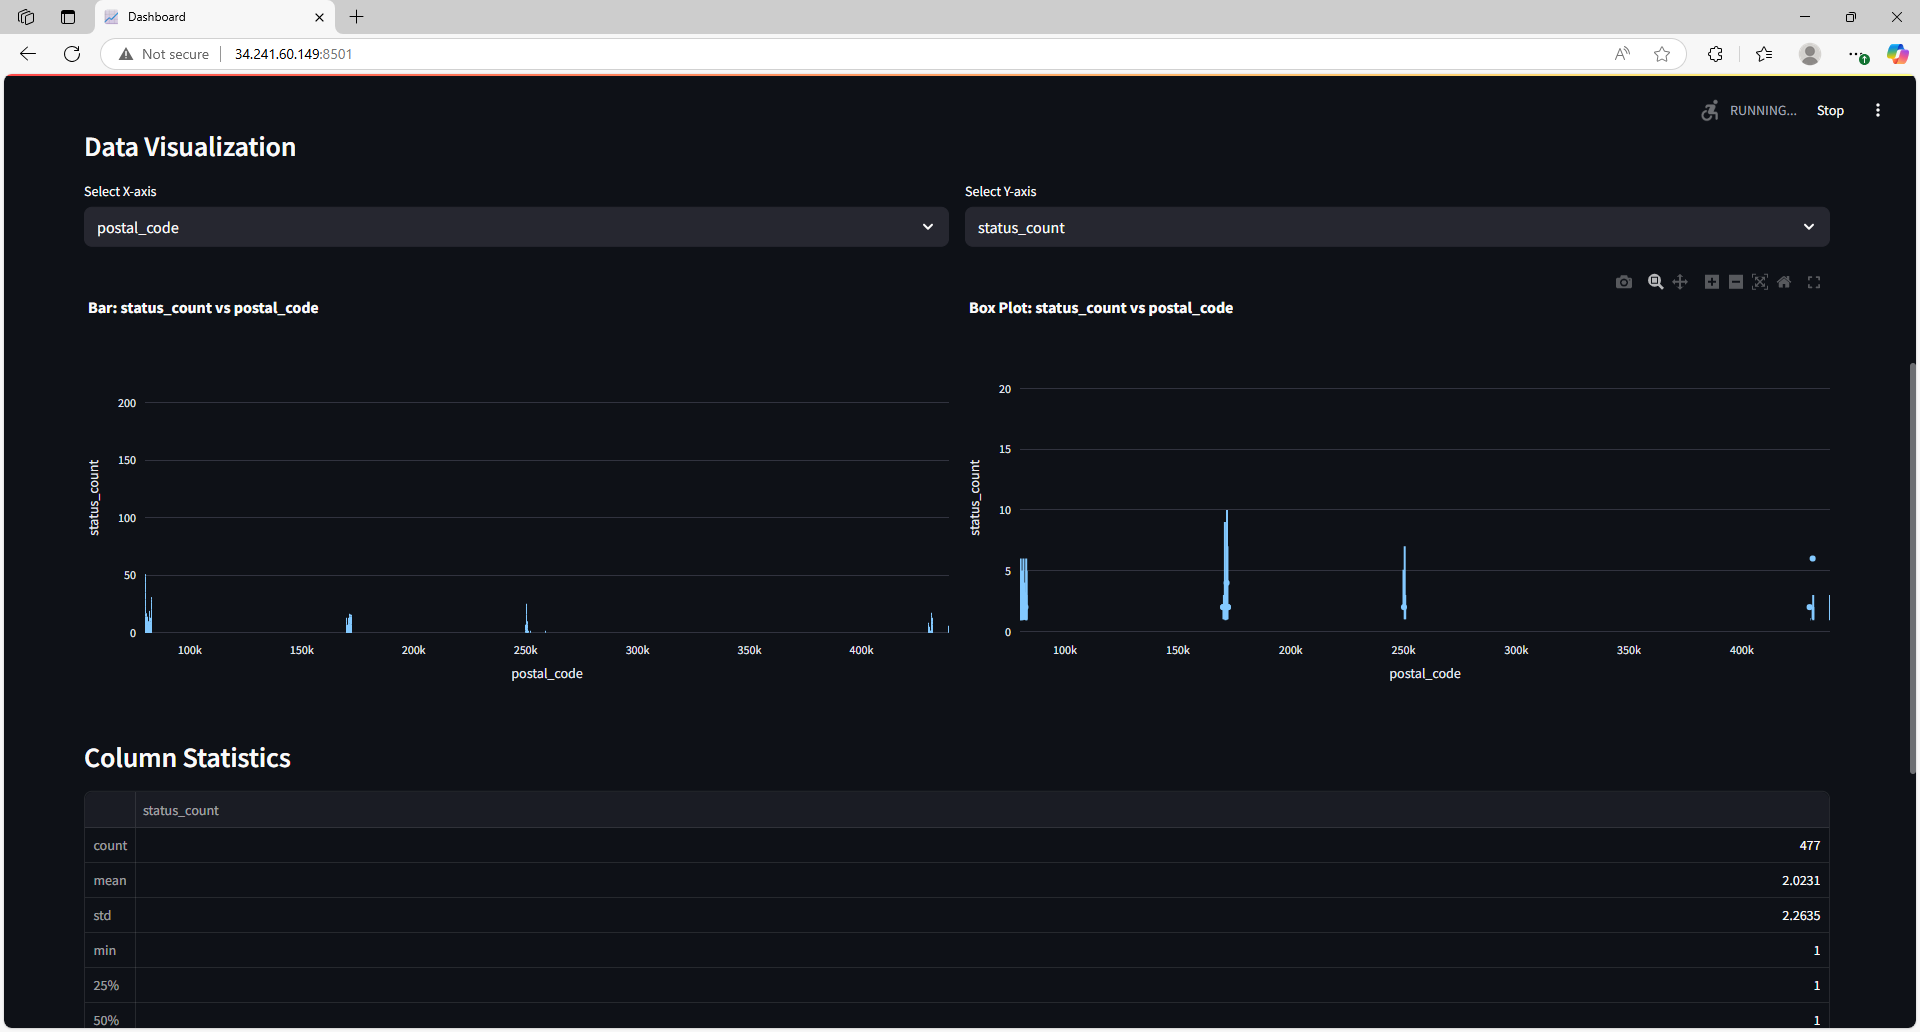 Dashboard
Not secure
34.241.60.149:8501
RUNNING...
Stop
Data Visualization
Select X-axis
Select Y-axis
postal_code
status_count
Bar: status_count vs postal_code
200
150
100
50
0
status_count
100k 150k 200k 250k 300k 350k 400k
postal_code
Box Plot: status_count vs postal_code
20
15
10
5
0
status_count
100k 150k 200k 250k 300k 350k 400k
postal_code
Column Statistics
status_count
count 477
mean 2.0231
std 2.2635
min 1
25% 1
50% 1